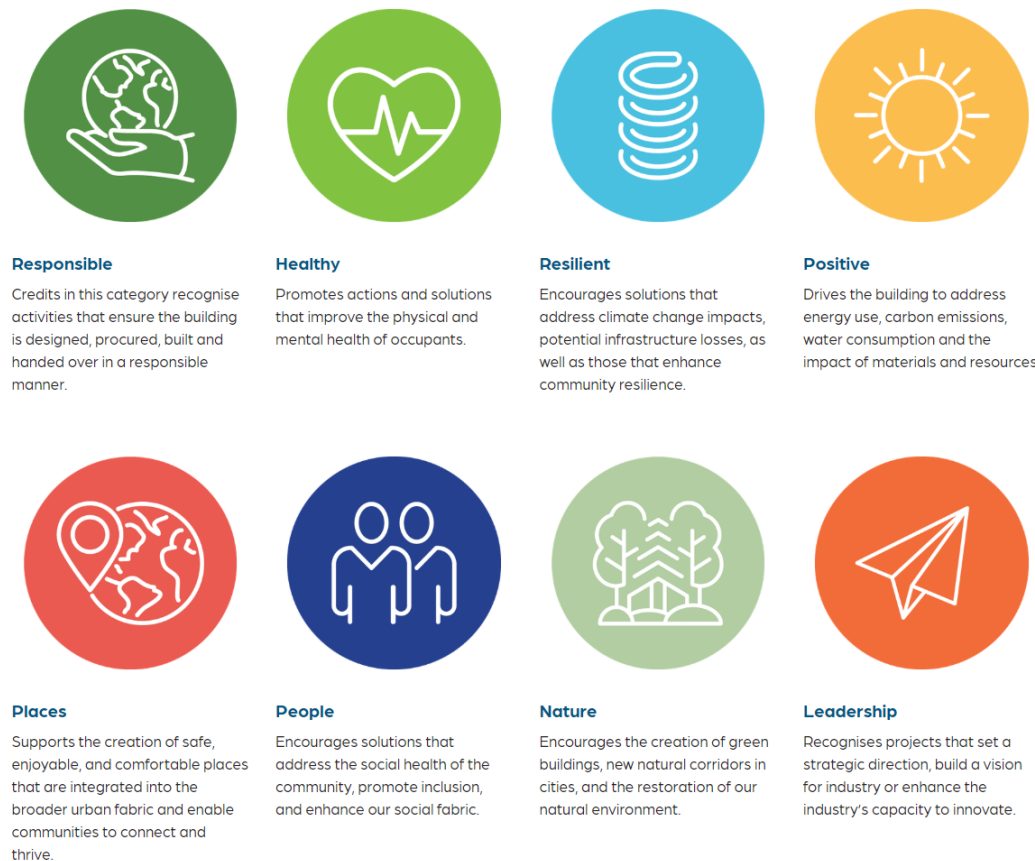 Responsible
Credits in this category recognise
activities that ensure the building
is designed, procured, built and
handed over in a responsible
manner.
Healthy
Promotes actions and solutions
that improve the physical and
mental health of occupants.
Resilient
Encourages solutions that
address climate change impacts,
potential infrastructure losses, as
well as those that enhance
community resilience.
Positive
Drives the building to address
energy use, carbon emissions,
water consumption and the
impact of materials and resources
Places
Supports the creation of safe,
enjoyable, and comfortable places
that are integrated into the
broader urban fabric and enable
communities to connect and
thrive.
People
Encourages solutions that
address the social health of the
community, promote inclusion,
and enhance our social fabric.
Nature
Encourages the creation of green
buildings, new natural corridors in
cities, and the restoration of our
natural environment.
Leadership
Recognises projects that set a
strategic direction, build a vision
for industry or enhance the
industry's capacity to innovate.